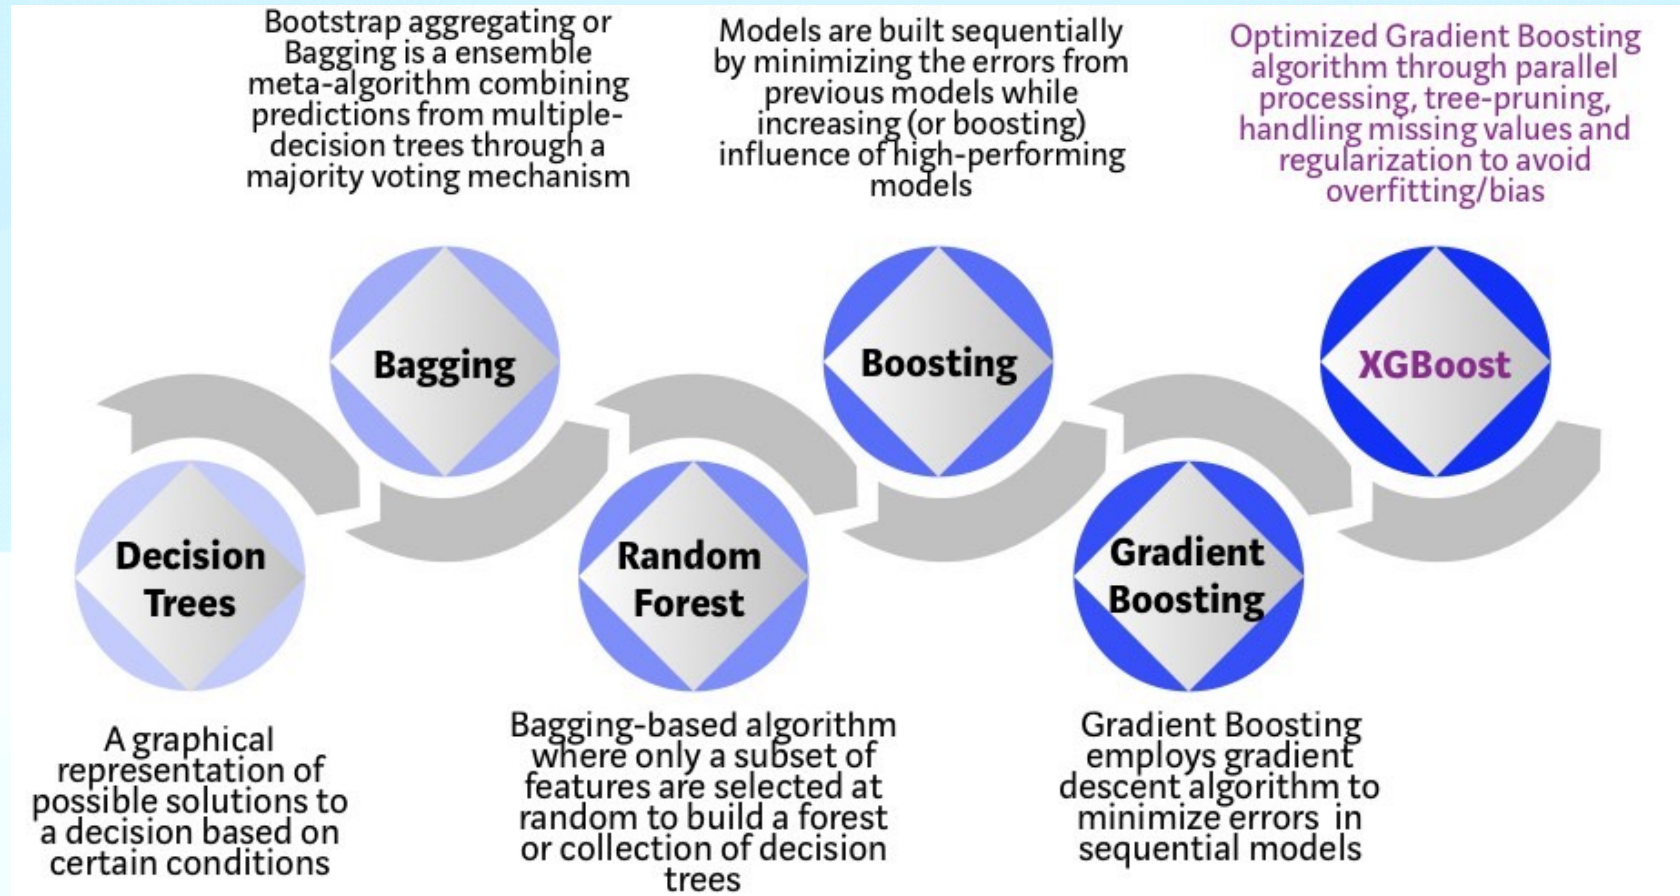 Bootstrap aggregating or
Bagging is a ensemble
meta-algorithm combining
predictions from multiple-
decision trees through a
majority voting mechanism
Models are built sequentially
by minimizing the errors from
previous models while
increasing (or boosting)
influence of high-performing
models
Optimized Gradient Boosting
algorithm through parallel
processing, tree-pruning,
handling missing values and
regularization to avoid
overfitting/bias
Bagging
Boosting
XGBoost
Decision
Trees
Random
Forest
Gradient
Boosting
A graphical
representation of
possible solutions to
a decision based on
certain conditions
Bagging-based algorithm
where only a subset of
features are selected at
random to build a forest
or collection of decision
trees
Gradient Boosting
employs gradient
descent algorithm to
minimize errors in
sequential models